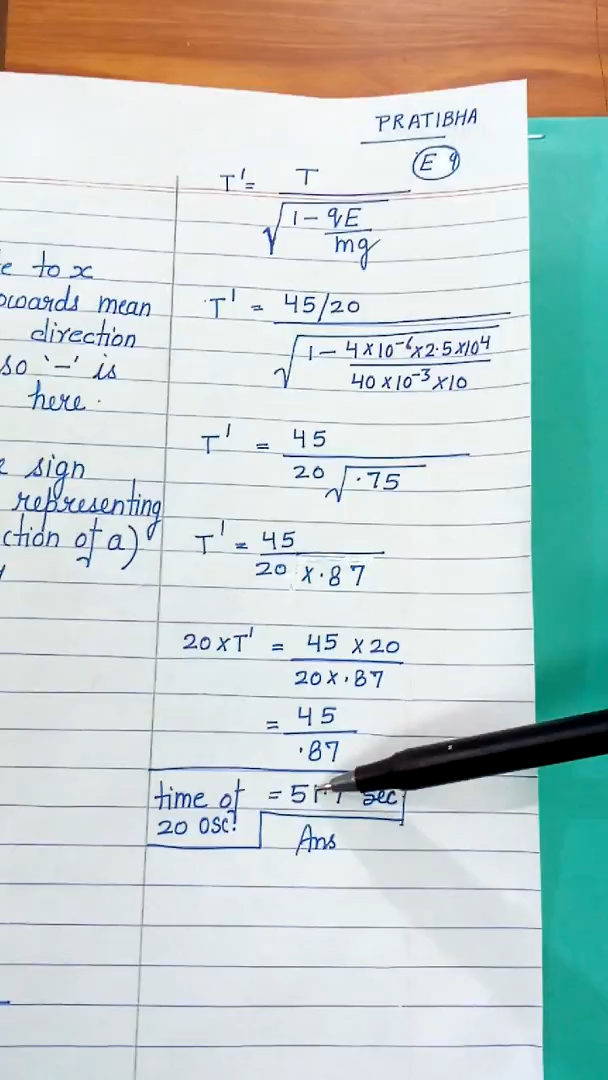 PRATIBHA
E 9
T' = T / √(1 - qE/mg)
e to x
owards mean
direction
so '-' is
here.
sign
representing
ction of a)
T' = 45/20 / √(1 - 4×10⁻⁶×2.5×10⁴ / 40×10⁻³×10)
T' = 45 / 20√.75
T' = 45 / 20 × .87
20×T' = 45 × 20 / 20×.87
= 45 / .87
time of = 51.7 sec
20 osc!
Ans